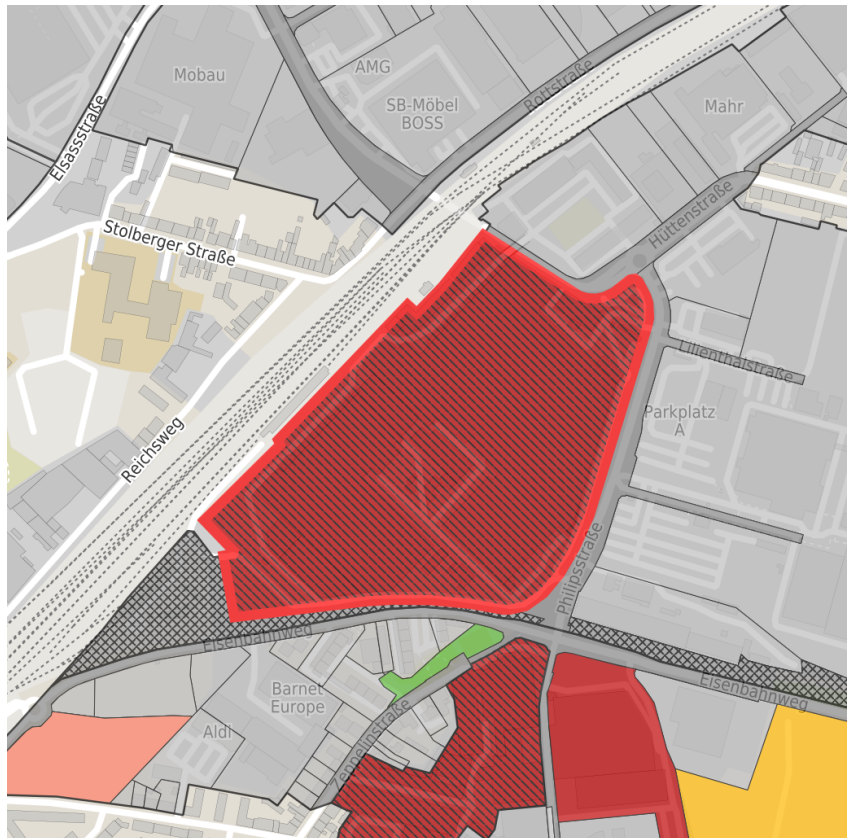 Mobau
AMG
SB-Möbel
BOSS
Rottstraße
Mahr
Elsassstraße
Stolberger Straße
Hüttenstraße
Lilienthalstraße
Parkplatz
A
Reichsweg
Philipsstraße
Eisenbahnweg
Eisenbahnweg
Barnet
Europe
Aldi
Zeppelinstraße